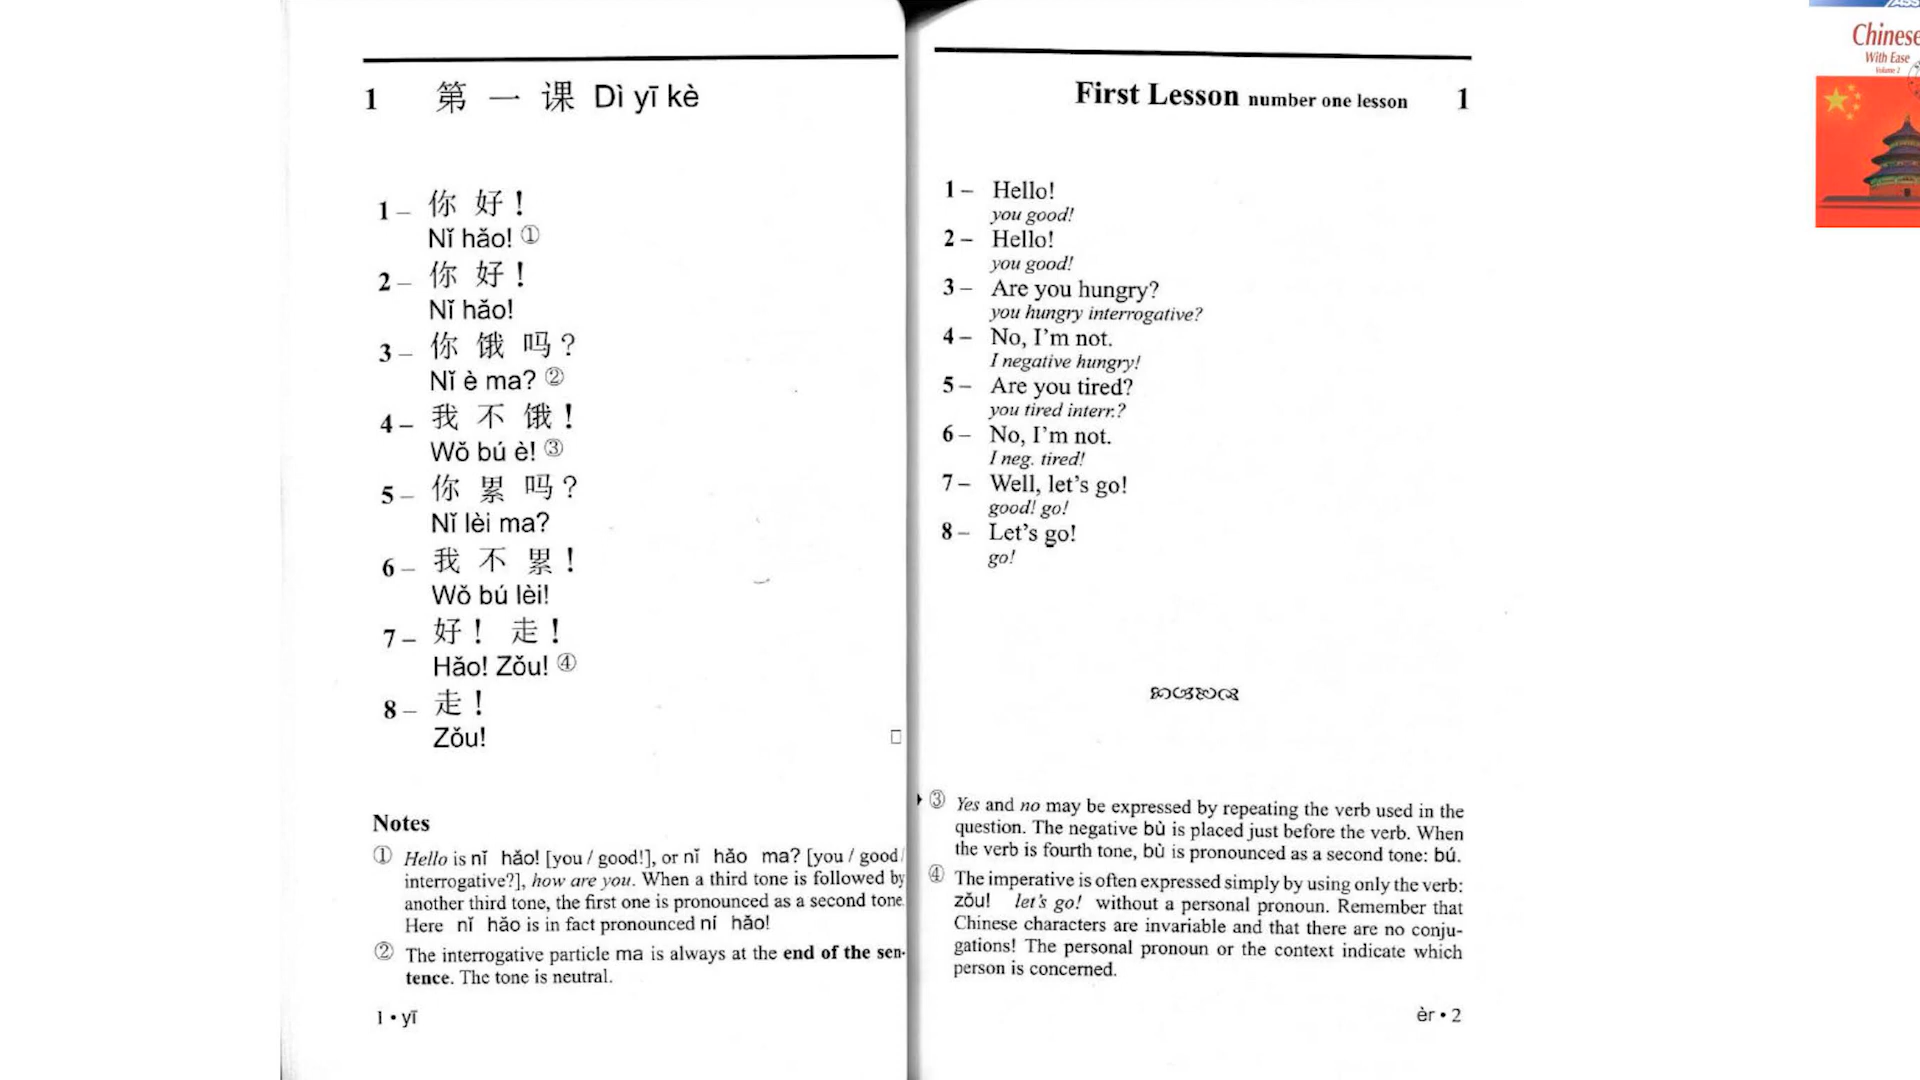 1 第 一 课 Dì yī kè
1 – 你 好！
Nǐ hǎo! ①
2 – 你 好！
Nǐ hǎo!
3 – 你 饿 吗？
Nǐ è ma? ②
4 – 我 不 饿！
Wǒ bú è! ③
5 – 你 累 吗？
Nǐ lèi ma?
6 – 我 不 累！
Wǒ bú lèi!
7 – 好！ 走！
Hǎo! Zǒu! ④
8 – 走！
Zǒu!
Notes
① Hello is nǐ hǎo! [you / good!], or nǐ hǎo ma? [you / good/
interrogative?], how are you. When a third tone is followed by
another third tone, the first one is pronounced as a second tone.
Here nǐ hǎo is in fact pronounced ní hǎo!
② The interrogative particle ma is always at the end of the sen-
tence. The tone is neutral.
1 • yī
First Lesson number one lesson 1
1 – Hello!
you good!
2 – Hello!
you good!
3 – Are you hungry?
you hungry interrogative?
4 – No, I’m not.
I negative hungry!
5 – Are you tired?
you tired interr.?
6 – No, I’m not.
I neg. tired!
7 – Well, let’s go!
good! go!
8 – Let’s go!
go!
③ Yes and no may be expressed by repeating the verb used in the
question. The negative bù is placed just before the verb. When
the verb is fourth tone, bù is pronounced as a second tone: bú.
④ The imperative is often expressed simply by using only the verb:
zǒu! let’s go! without a personal pronoun. Remember that
Chinese characters are invariable and that there are no conju-
gations! The personal pronoun or the context indicate which
person is concerned.
èr • 2
Chinese
With Ease
Volume 2